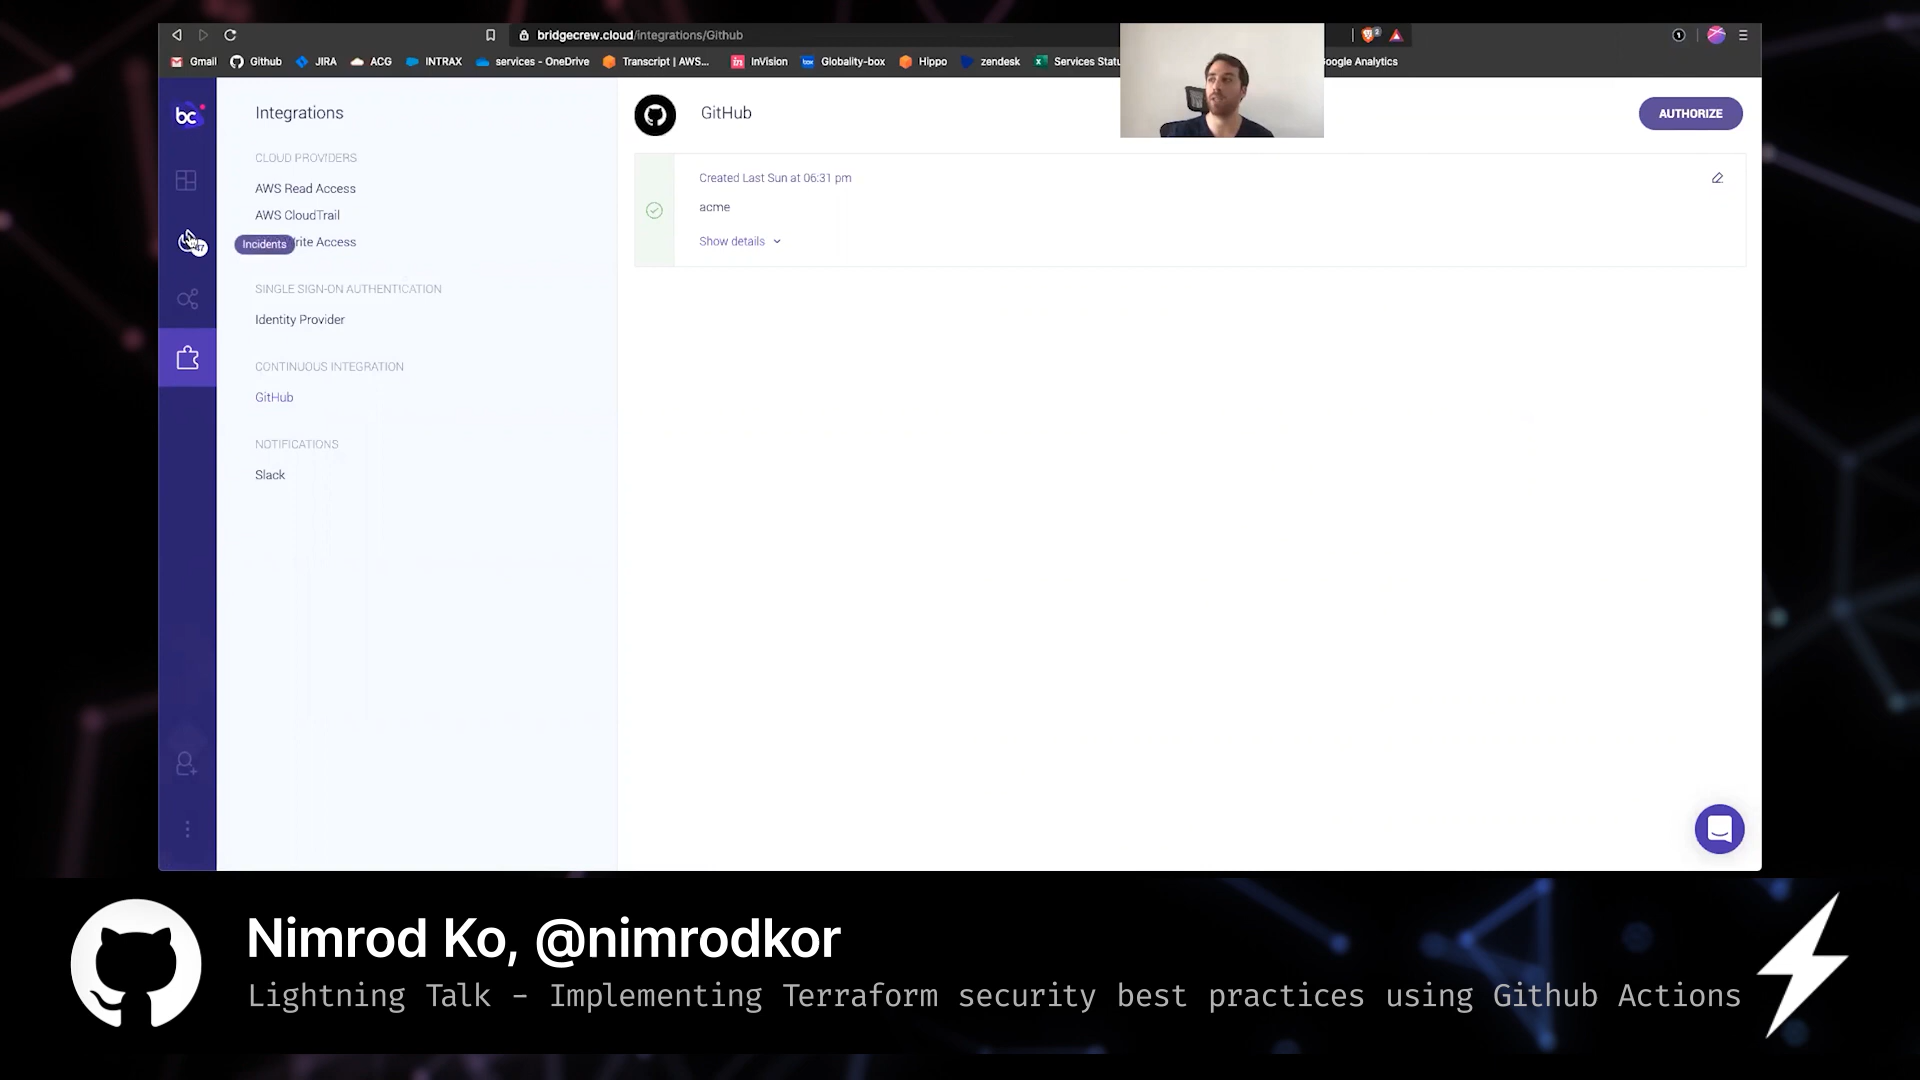 bridgecrew.cloud/integrations/Github
Gmail Github JIRA ACG INTRAX services - OneDrive Transcript | AWS... InVision Globality-box Hippo zendesk Services Statu oogle Analytics
bc
Integrations
GitHub
AUTHORIZE
CLOUD PROVIDERS
AWS Read Access
AWS CloudTrail
Incidents
rite Access
SINGLE SIGN-ON AUTHENTICATION
Identity Provider
CONTINUOUS INTEGRATION
GitHub
NOTIFICATIONS
Slack
Created Last Sun at 06:31 pm
acme
Show details
Nimrod Ko, @nimrodkor
Lightning Talk - Implementing Terraform security best practices using Github Actions